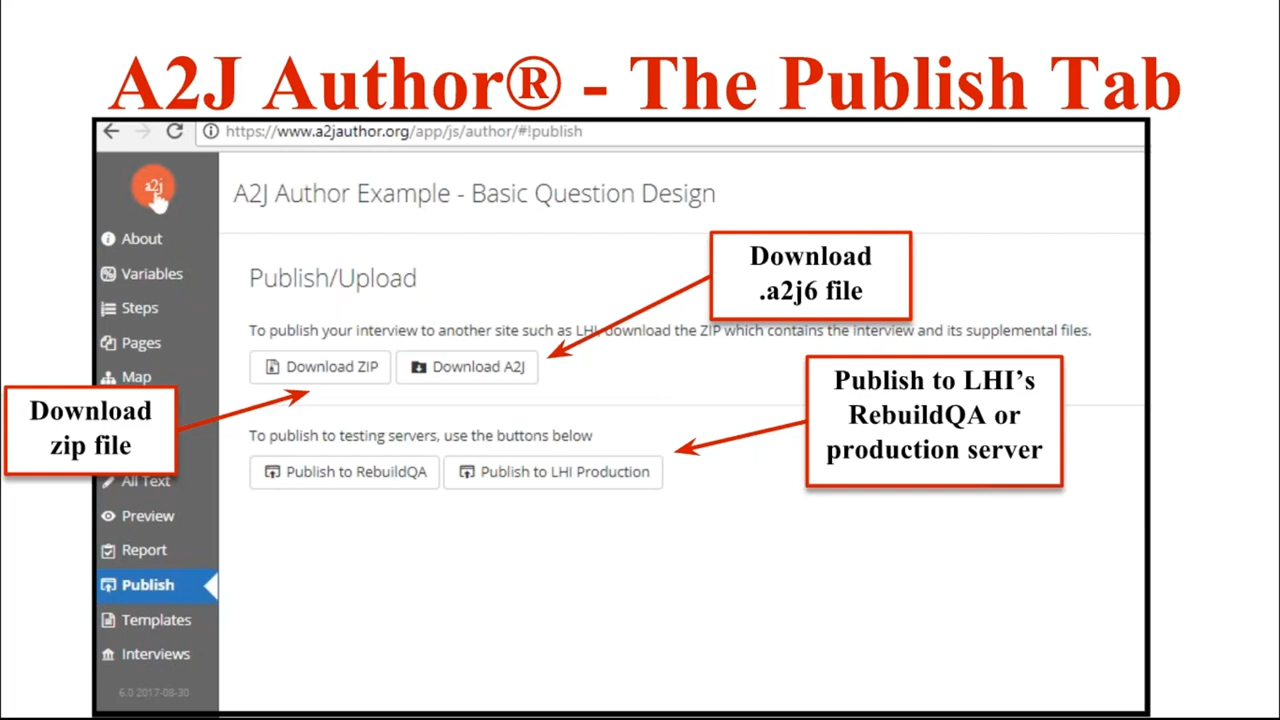 A2J Author® - The Publish Tab
https://www.a2jauthor.org/app/js/author/#!publish
a2j
A2J Author Example - Basic Question Design
About
Variables
Steps
Pages
Map
All Text
Preview
Report
Publish
Templates
Interviews
6.0 2017-08-30
Publish/Upload
Download
.a2j6 file
To publish your interview to another site such as LHI, download the ZIP which contains the interview and its supplemental files.
Download ZIP
Download A2J
Download
zip file
Publish to LHI’s
RebuildQA or
production server
To publish to testing servers, use the buttons below
Publish to RebuildQA
Publish to LHI Production